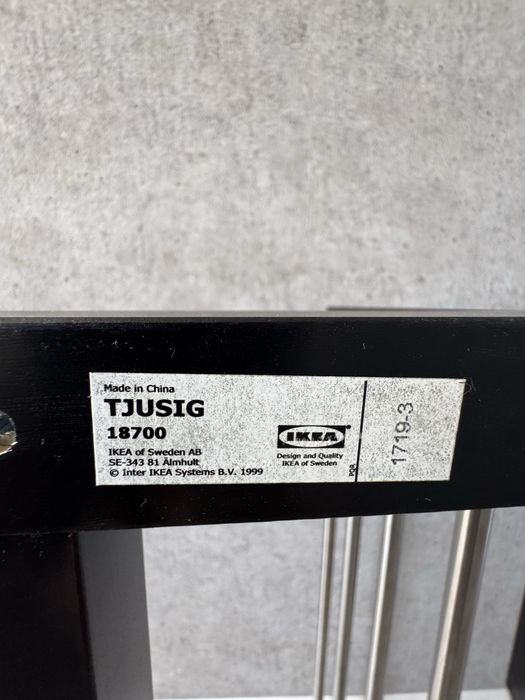 Made in China
TJUSIG
18700
IKEA of Sweden AB
SE-343 81 Älmhult
© Inter IKEA Systems B.V. 1999
IKEA
Design and Quality
IKEA of Sweden
PQR
1719-3